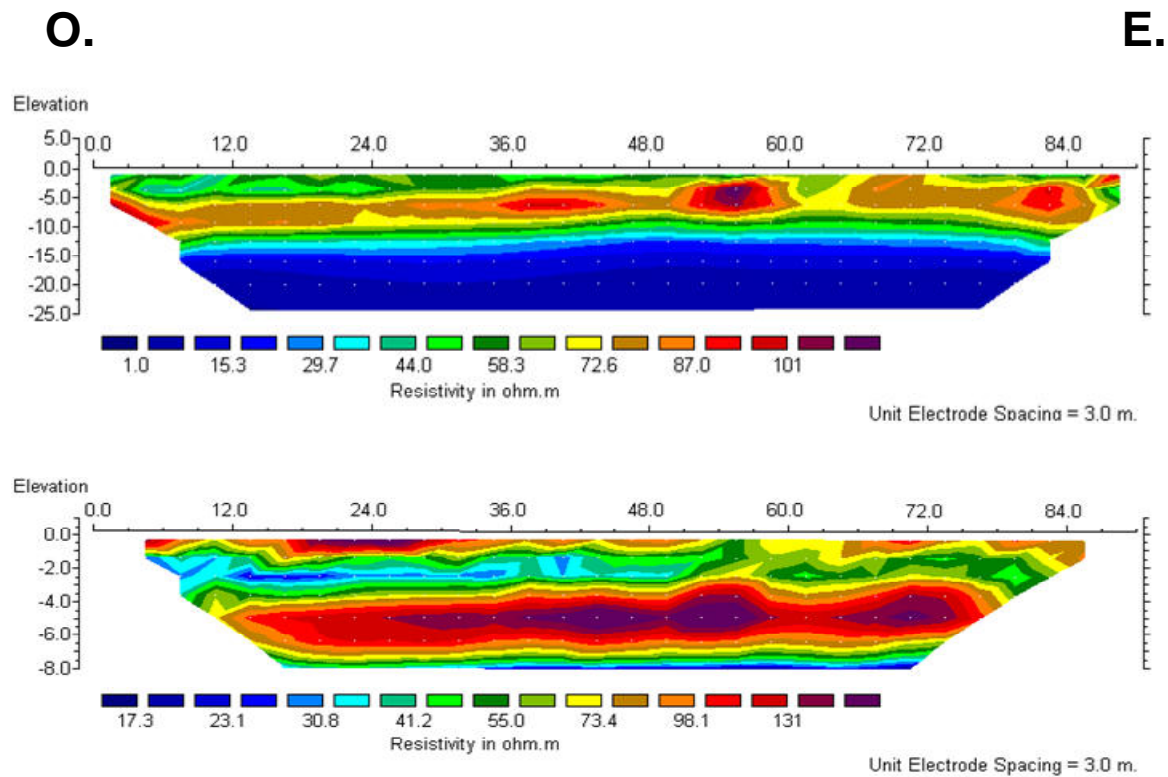 O. E.
Elevation
5.0 0.0 12.0 24.0 36.0 48.0 60.0 72.0 84.0
0.0
-5.0
-10.0
-15.0
-20.0
-25.0
1.0 15.3 29.7 44.0 58.3 72.6 87.0 101
Resistivity in ohm.m
Unit Electrode Spacing = 3.0 m.
Elevation
0.0 12.0 24.0 36.0 48.0 60.0 72.0 84.0
0.0
-2.0
-4.0
-6.0
-8.0
17.3 23.1 30.8 41.2 55.0 73.4 98.1 131
Resistivity in ohm.m
Unit Electrode Spacing = 3.0 m.